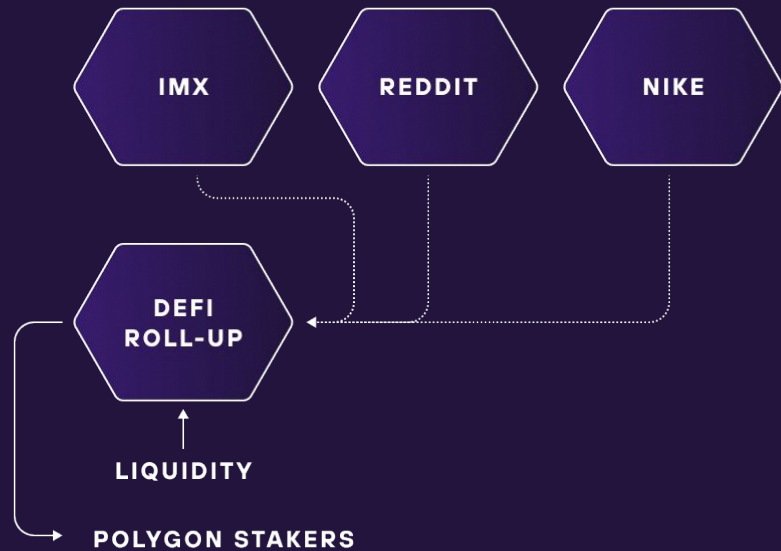 IMX
REDDIT
NIKE
DEFI
ROLL-UP
LIQUIDITY
POLYGON STAKERS